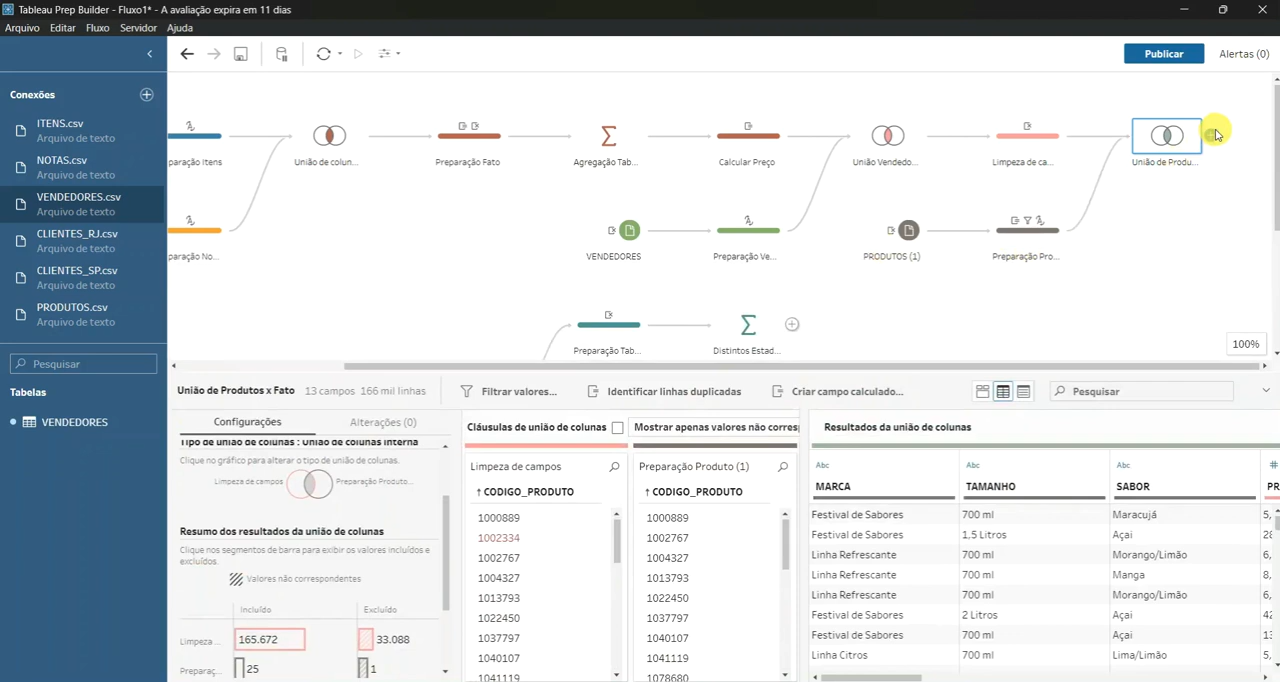 Tableau Prep Builder - Fluxo1* - A avaliação expira em 11 dias
Arquivo Editar Fluxo Servidor Ajuda
Publicar
Alertas (0)
Conexões
ITENS.csv
Arquivo de texto
NOTAS.csv
Arquivo de texto
VENDEDORES.csv
Arquivo de texto
CLIENTES_RJ.csv
Arquivo de texto
CLIENTES_SP.csv
Arquivo de texto
PRODUTOS.csv
Arquivo de texto
Pesquisar
Tabelas
VENDEDORES
paração Itens
União de colun...
Preparação Fato
Agregação Tab...
Calcular Preço
União Vendedo...
Limpeza de ca...
União de Produ...
paração No...
VENDEDORES
Preparação Ve...
PRODUTOS (1)
Preparação Pro...
Preparação Tab...
Distintos Estad...
100%
União de Produtos x Fato 13 campos 166 mil linhas
Filtrar valores...
Identificar linhas duplicadas
Criar campo calculado...
Pesquisar
Configurações
Alterações (0)
Tipo de união de colunas : União de colunas interna
Clique no gráfico para alterar o tipo de união de colunas.
Limpeza de campos
Preparação Produto...
Resumo dos resultados da união de colunas
Clique nos segmentos de barra para exibir os valores incluídos e
excluídos.
Valores não correspondentes
Incluído
Excluído
Limpeza ...
165.672
33.088
Preparaç...
25
1
Cláusulas de união de colunas
Mostrar apenas valores não corres
Limpeza de campos
CODIGO_PRODUTO
1000889
1002334
1002767
1004327
1013793
1022450
1037797
1040107
1041119
Preparação Produto (1)
CODIGO_PRODUTO
1000889
1002767
1004327
1013793
1022450
1037797
1040107
1041119
1078680
Resultados da união de colunas
Abc Abc Abc #
MARCA TAMANHO SABOR PR
Festival de Sabores 700 ml Maracujá 5,
Festival de Sabores 1,5 Litros Açai 28
Linha Refrescante 700 ml Morango/Limão 6,
Linha Refrescante 700 ml Manga 8,
Linha Refrescante 700 ml Morango/Limão 6,
Festival de Sabores 2 Litros Açai 42
Festival de Sabores 700 ml Açai 13
Linha Citros 700 ml Lima/Limão 5,